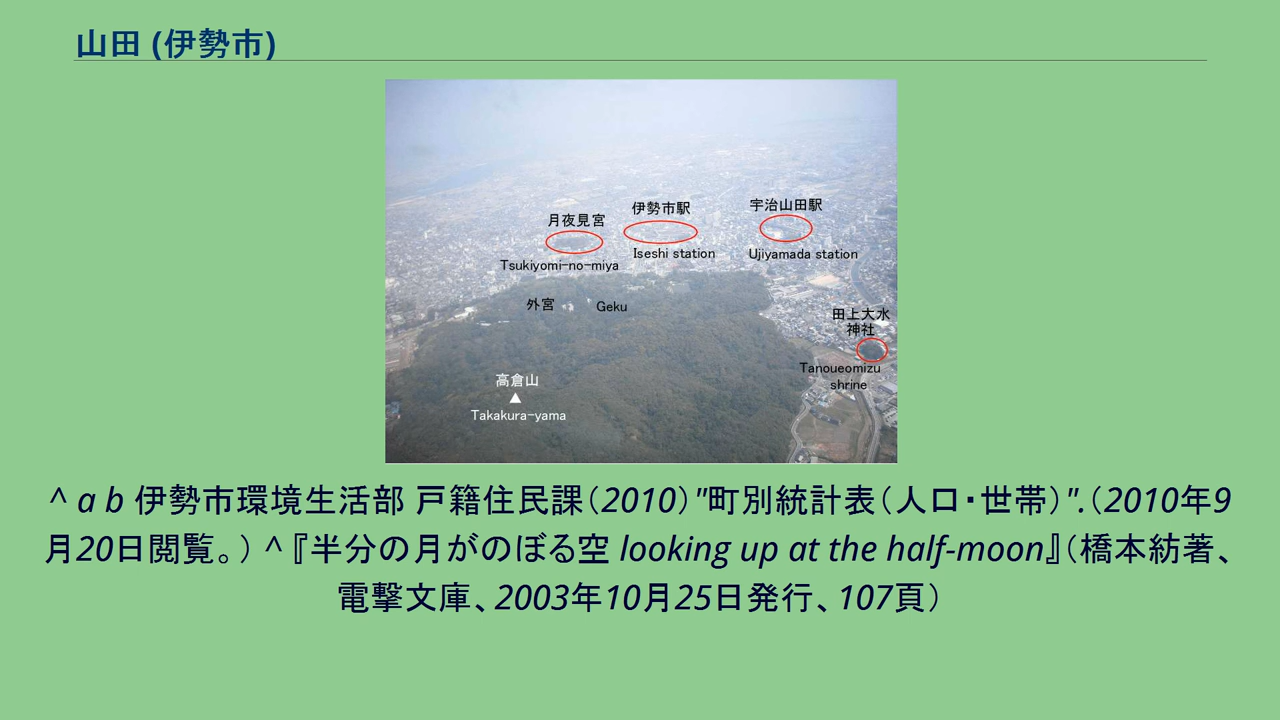 山田 (伊勢市)
月夜見宮
伊勢市駅
宇治山田駅
Tsukiyomi-no-miya
Iseshi station
Ujiyamada station
外宮
Geku
田上大水
神社
Tanoueomizu
shrine
高倉山
▲
Takakura-yama
^ a b 伊勢市環境生活部 戸籍住民課（2010）"町別統計表（人口・世帯）".（2010年9
月20日閲覧。） ^『半分の月がのぼる空 looking up at the half-moon』（橋本紡著、
電撃文庫、2003年10月25日発行、107頁）